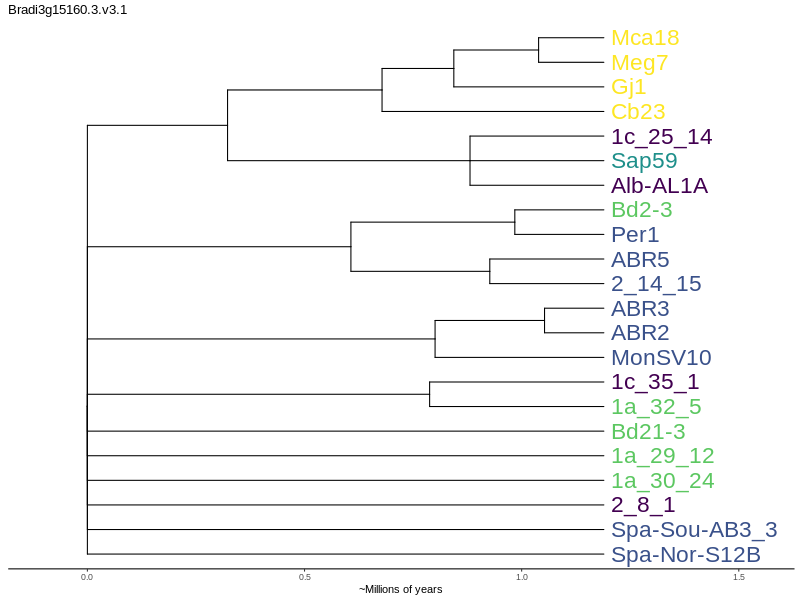 Bradi3g15160.3.v3.1
Mca18
Meg7
Gj1
Cb23
1c_25_14
Sap59
Alb-AL1A
Bd2-3
Per1
ABR5
2_14_15
ABR3
ABR2
MonSV10
1c_35_1
1a_32_5
Bd21-3
1a_29_12
1a_30_24
2_8_1
Spa-Sou-AB3_3
Spa-Nor-S12B
0.0 0.5 1.0 1.5
~Millions of years